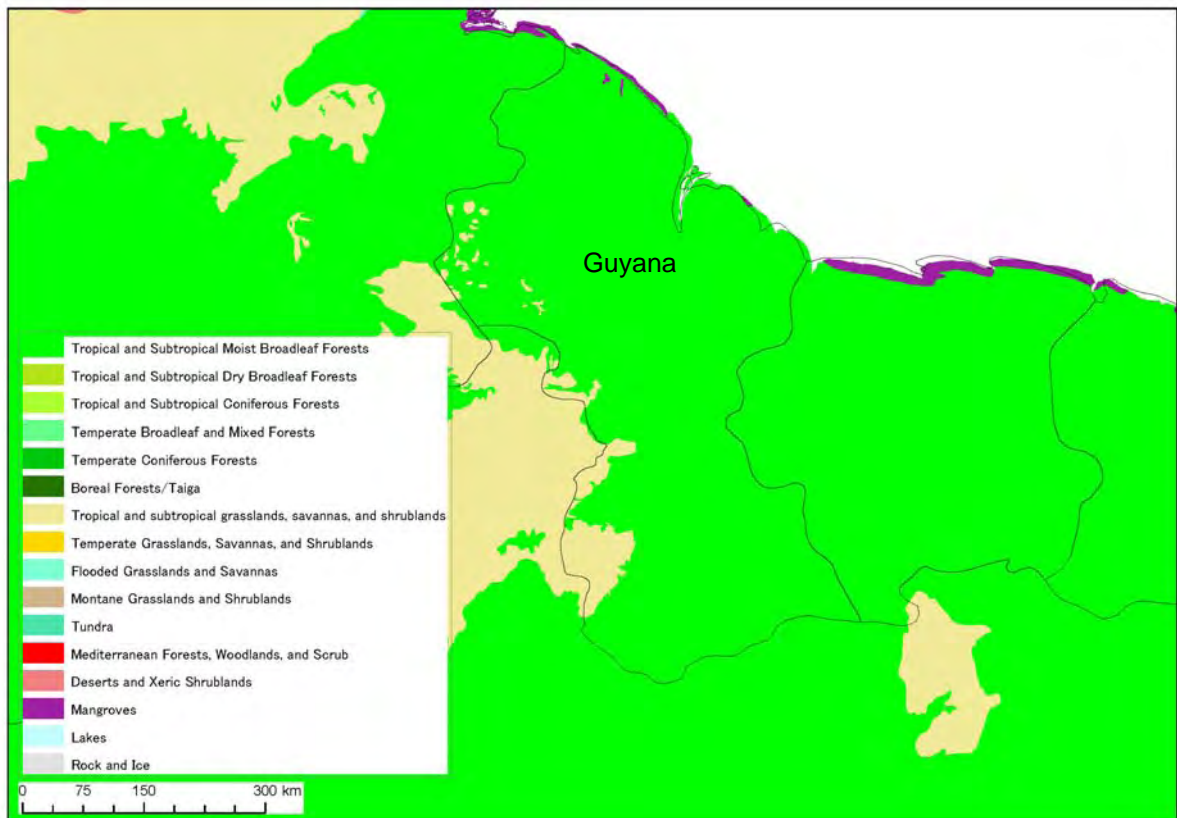 Guyana
Tropical and Subtropical Moist Broadleaf Forests
Tropical and Subtropical Dry Broadleaf Forests
Tropical and Subtropical Coniferous Forests
Temperate Broadleaf and Mixed Forests
Temperate Coniferous Forests
Boreal Forests/Taiga
Tropical and subtropical grasslands, savannas, and shrublands
Temperate Grasslands, Savannas, and Shrublands
Flooded Grasslands and Savannas
Montane Grasslands and Shrublands
Tundra
Mediterranean Forests, Woodlands, and Scrub
Deserts and Xeric Shrublands
Mangroves
Lakes
Rock and Ice
0 75 150 300 km